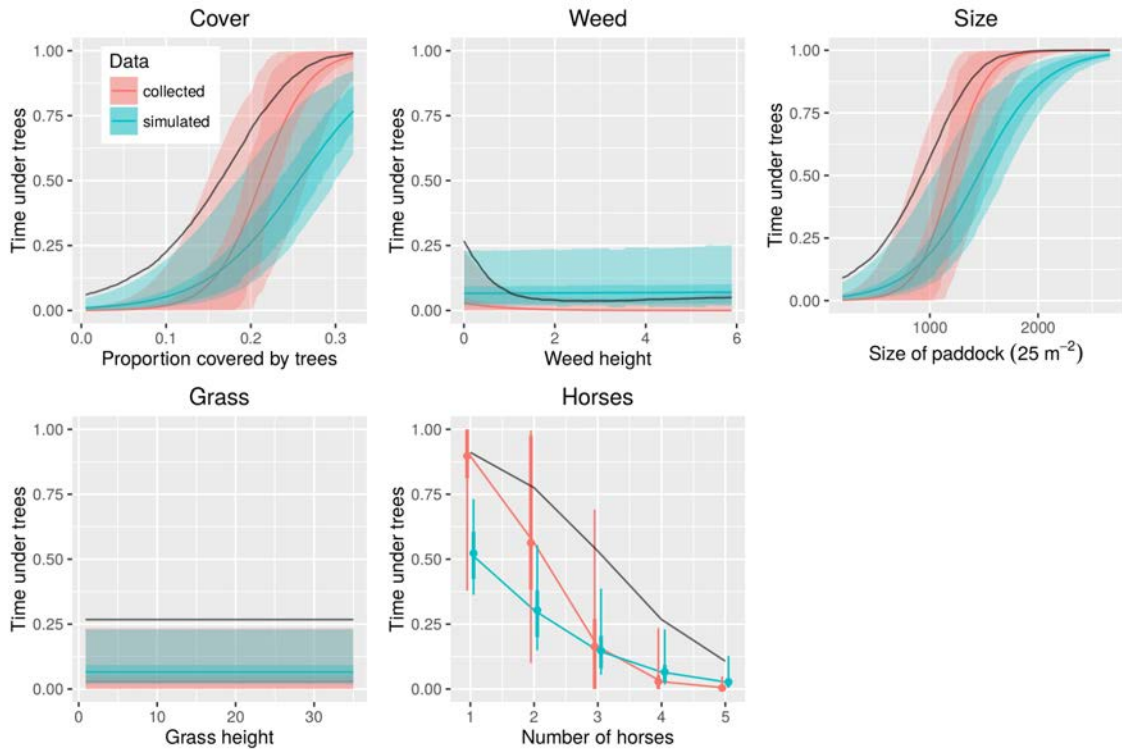 Cover
Time under trees
1.00
0.75
0.50
0.25
0.00
Data
collected
simulated
0.0 0.1 0.2 0.3
Proportion covered by trees
Weed
Time under trees
1.00
0.75
0.50
0.25
0.00
0 2 4 6
Weed height
Size
Time under trees
1.00
0.75
0.50
0.25
0.00
1000 2000
Size of paddock (25 m⁻²)
Grass
Time under trees
1.00
0.75
0.50
0.25
0.00
0 10 20 30
Grass height
Horses
Time under trees
1.00
0.75
0.50
0.25
0.00
1 2 3 4 5
Number of horses